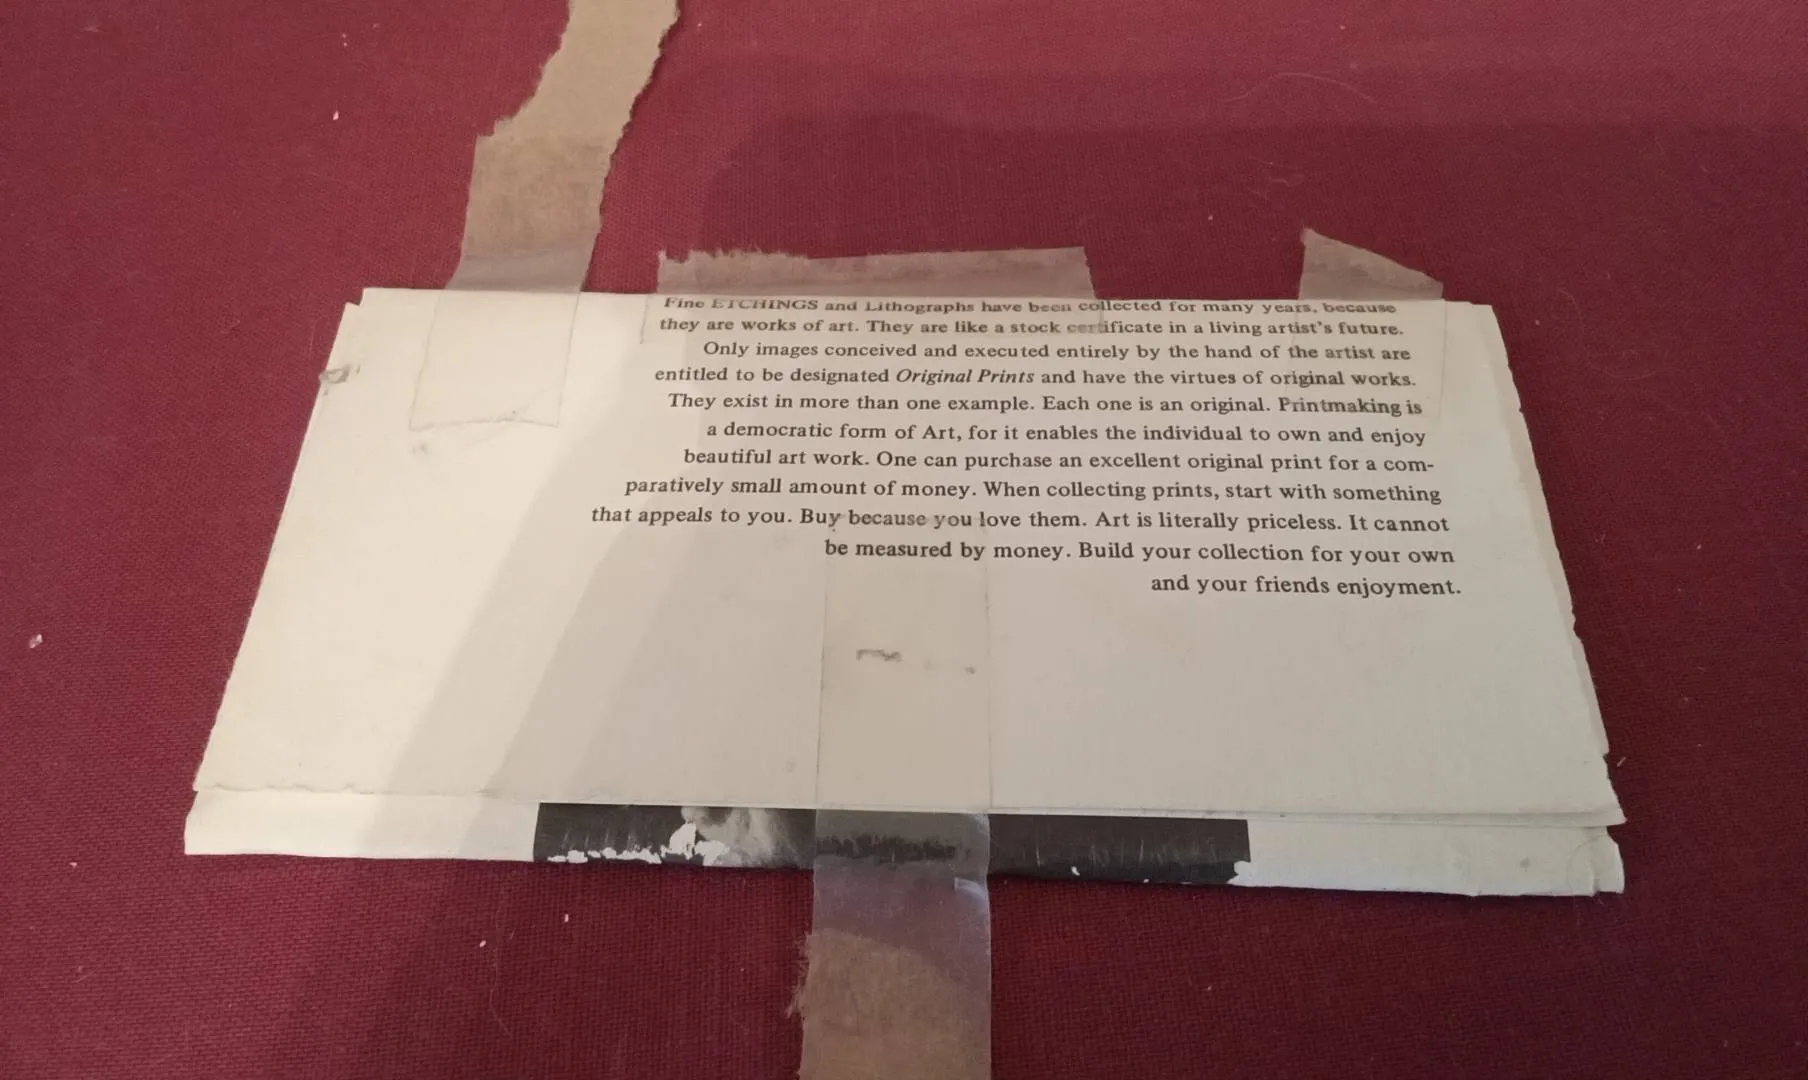 Fine ETCHINGS and Lithographs have been collected for many years, because
they are works of art. They are like a stock certificate in a living artist's future.
Only images conceived and executed entirely by the hand of the artist are
entitled to be designated Original Prints and have the virtues of original works.
They exist in more than one example. Each one is an original. Printmaking is
a democratic form of Art, for it enables the individual to own and enjoy
beautiful art work. One can purchase an excellent original print for a com-
paratively small amount of money. When collecting prints, start with something
that appeals to you. Buy because you love them. Art is literally priceless. It cannot
be measured by money. Build your collection for your own
and your friends enjoyment.